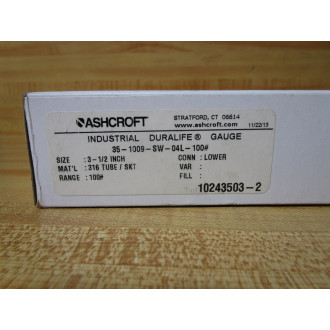 ASHCROFT
STRATFORD, CT 06614
www.ashcroft.com 11/22/13
INDUSTRIAL DURALIFE® GAUGE
35-1009-SW-04L-100#
SIZE : 3-1/2 INCH CONN : LOWER
MAT'L : 316 TUBE / SKT VAR :
RANGE : 100# FILL :
10243503-2